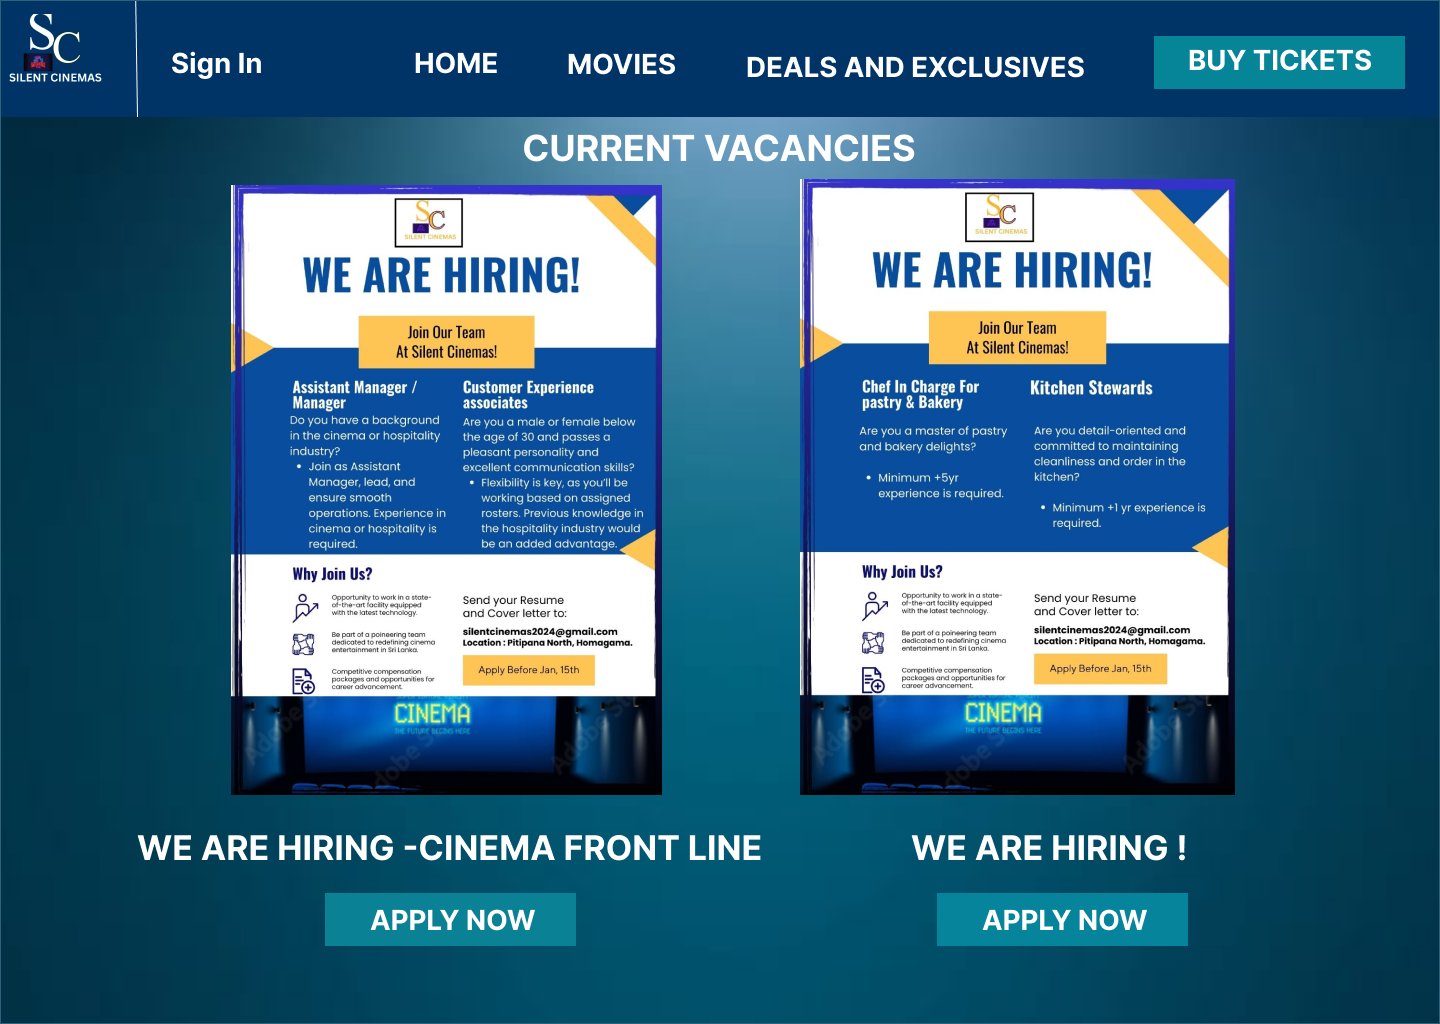 SC
SILENT CINEMAS
Sign In
HOME
MOVIES
DEALS AND EXCLUSIVES
BUY TICKETS
CURRENT VACANCIES
SC
SILENT CINEMAS
WE ARE HIRING!
Join Our Team
At Silent Cinemas!
Assistant Manager /
Manager
Do you have a background
in the cinema or hospitality
industry?
• Join as Assistant
Manager, lead, and
ensure smooth
operations. Experience in
cinema or hospitality is
required.
Customer Experience
associates
Are you a male or female below
the age of 30 and passes a
pleasant personality and
excellent communication skills?
• Flexibility is key, as you'll be
working based on assigned
rosters. Previous knowledge in
the hospitality industry would
be an added advantage.
Why Join Us?
Opportunity to work in a state-
of-the-art facility equipped
with the latest technology.
Be part of a poineering team
dedicated to redefining cinema
entertainment in Sri Lanka.
Competitive compensation
packages and opportunities for
career advancement.
Send your Resume
and Cover letter to:
silentcinemas2024@gmail.com
Location : Pitipana North, Homagama.
Apply Before Jan, 15th
CINEMA
THE FUTURE BEGINS HERE
Adobe Stock
SC
SILENT CINEMAS
WE ARE HIRING!
Join Our Team
At Silent Cinemas!
Chef In Charge For
pastry & Bakery
Are you a master of pastry
and bakery delights?
• Minimum +5yr
experience is required.
Kitchen Stewards
Are you detail-oriented and
committed to maintaining
cleanliness and order in the
kitchen?
• Minimum +1 yr experience is
required.
Why Join Us?
Opportunity to work in a state-
of-the-art facility equipped
with the latest technology.
Be part of a poineering team
dedicated to redefining cinema
entertainment in Sri Lanka.
Competitive compensation
packages and opportunities for
career advancement.
Send your Resume
and Cover letter to:
silentcinemas2024@gmail.com
Location : Pitipana North, Homagama.
Apply Before Jan, 15th
CINEMA
THE FUTURE BEGINS HERE
WE ARE HIRING -CINEMA FRONT LINE
APPLY NOW
WE ARE HIRING !
APPLY NOW